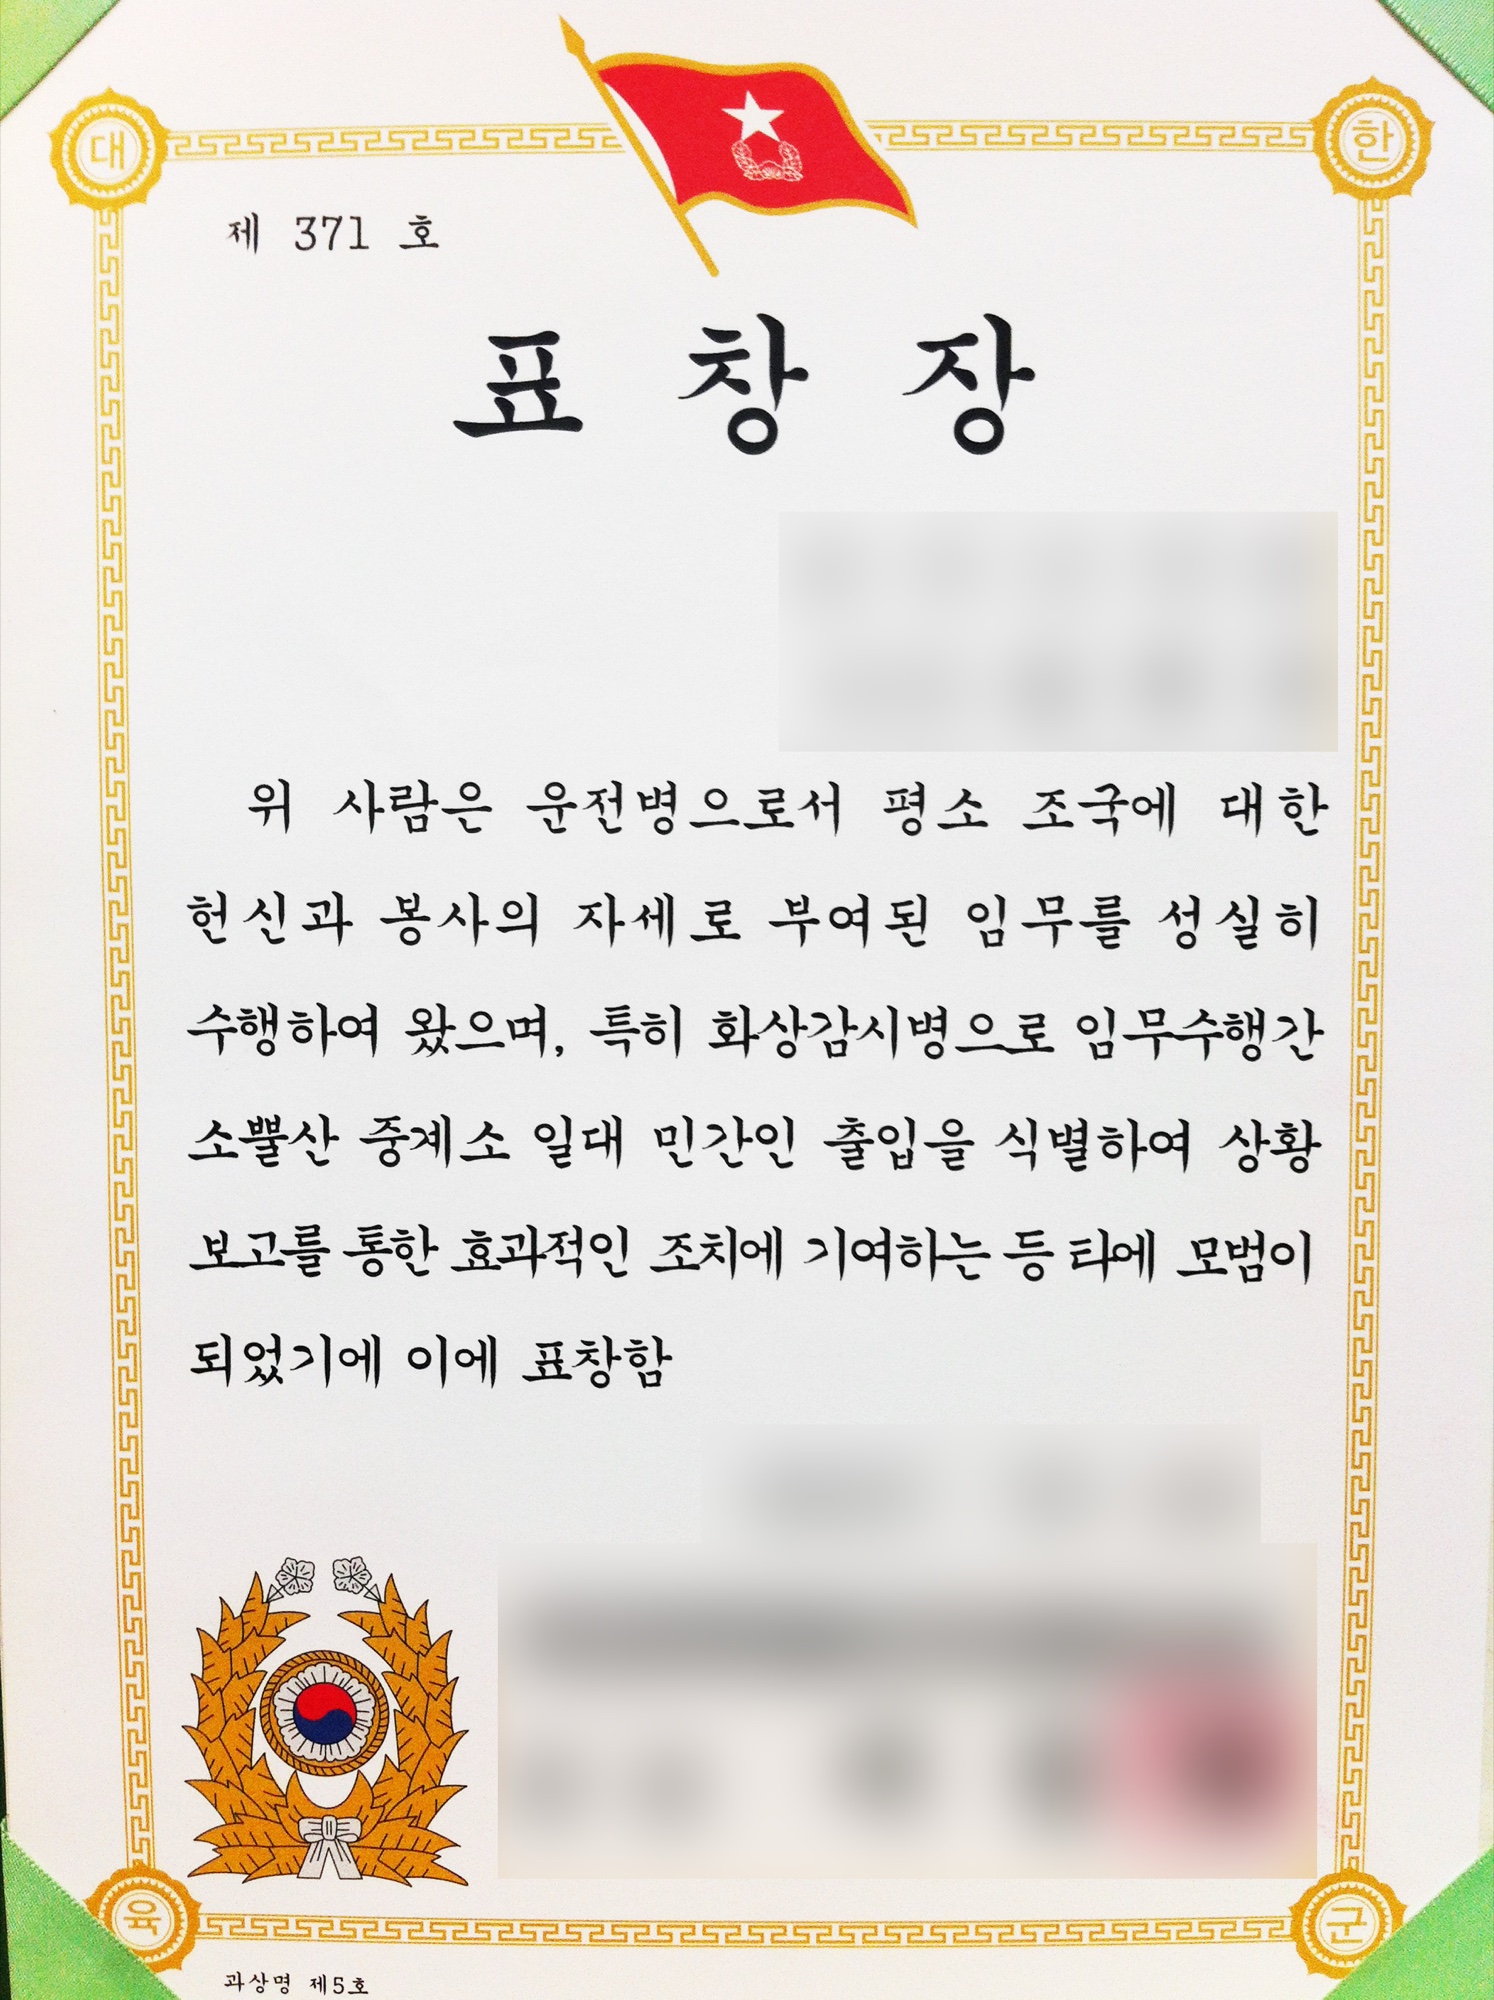 대 한
제 371 호
표 창 장
위 사람은 운전병으로서 평소 조국에 대한
헌신과 봉사의 자세로 부여된 임무를 성실히
수행하여 왔으며, 특히 화상감시병으로 임무수행간
소뿔산 중계소 일대 민간인 출입을 식별하여 상황
보고를 통한 효과적인 조치에 기여하는 등 타에 모범이
되었기에 이에 표창함
육 군
과상명 제5호